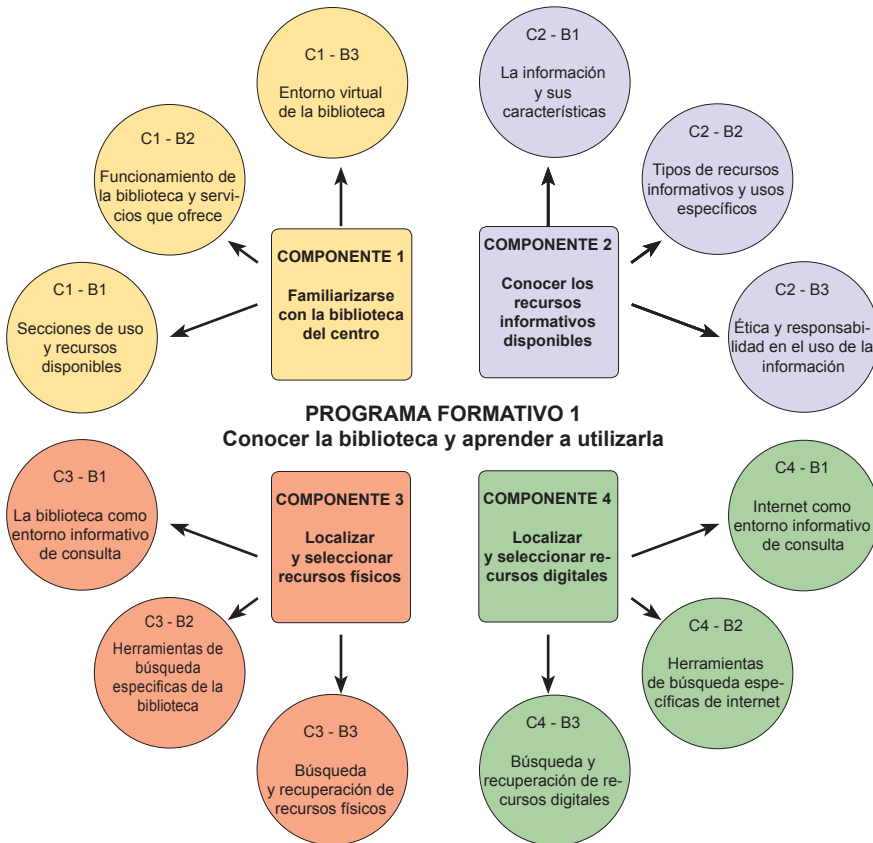 C1 - B3
Entorno virtual
de la biblioteca
C1 - B2
Funcionamiento de
la biblioteca y servi-
cios que ofrece
C1 - B1
Secciones de uso
y recursos
disponibles
COMPONENTE 1
Familiarizarse
con la biblioteca
del centro
C2 - B1
La información
y sus
características
C2 - B2
Tipos de recursos
informativos y usos
específicos
C2 - B3
Ética y responsabi-
lidad en el uso de la
información
COMPONENTE 2
Conocer los
recursos
informativos
disponibles
PROGRAMA FORMATIVO 1
Conocer la biblioteca y aprender a utilizarla
C3 - B1
La biblioteca como
entorno informativo
de consulta
COMPONENTE 3
Localizar
y seleccionar
recursos físicos
C3 - B2
Herramientas de
búsqueda
especificas de la
biblioteca
C3 - B3
Búsqueda
y recuperación de
recursos físicos
COMPONENTE 4
Localizar
y seleccionar re-
cursos digitales
C4 - B1
Internet como
entorno informativo
de consulta
C4 - B2
Herramientas
de búsqueda espe-
cíficas de internet
C4 - B3
Búsqueda y
recuperación de re-
cursos digitales